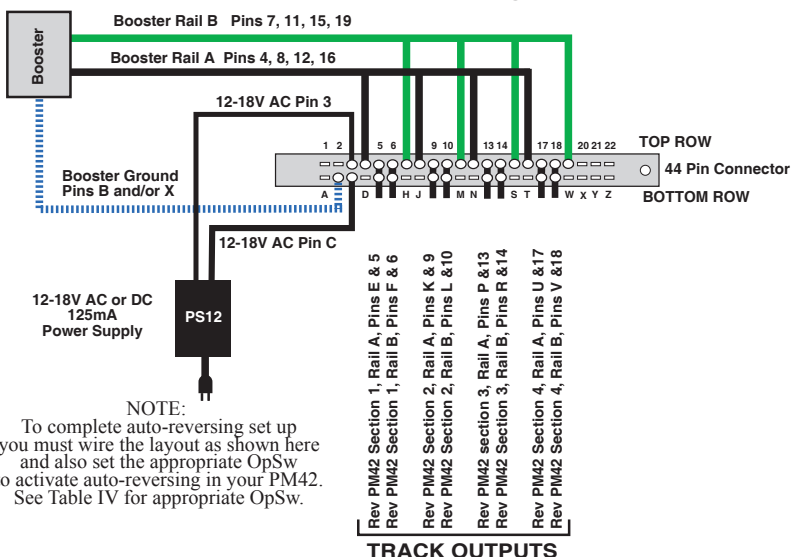 Booster Rail B Pins 7, 11, 15, 19
Booster
Booster Rail A Pins 4, 8, 12, 16
12-18V AC Pin 3
1 2 5 6 9 10 13 14 17 18 20 21 22
TOP ROW
44 Pin Connector
Booster Ground
Pins B and/or X
A D H J M N S T W X Y Z
BOTTOM ROW
12-18V AC Pin C
12-18V AC or DC
125mA
Power Supply
PS12
NOTE:
To complete auto-reversing set up
you must wire the layout as shown here
and also set the appropriate OpSw
o activate auto-reversing in your PM42.
See Table IV for appropriate OpSw.
Rev PM42 Section 1, Rail A, Pins E & 5
Rev PM42 Section 1, Rail B, Pins F & 6
Rev PM42 Section 2, Rail A, Pins K & 9
Rev PM42 Section 2, Rail B, Pins L &10
Rev PM42 section 3, Rail A, Pins P &13
Rev PM42 Section 3, Rail B, Pins R &14
Rev PM42 Section 4, Rail A, Pins U &17
Rev PM42 Section 4, Rail B, Pins V &18
TRACK OUTPUTS